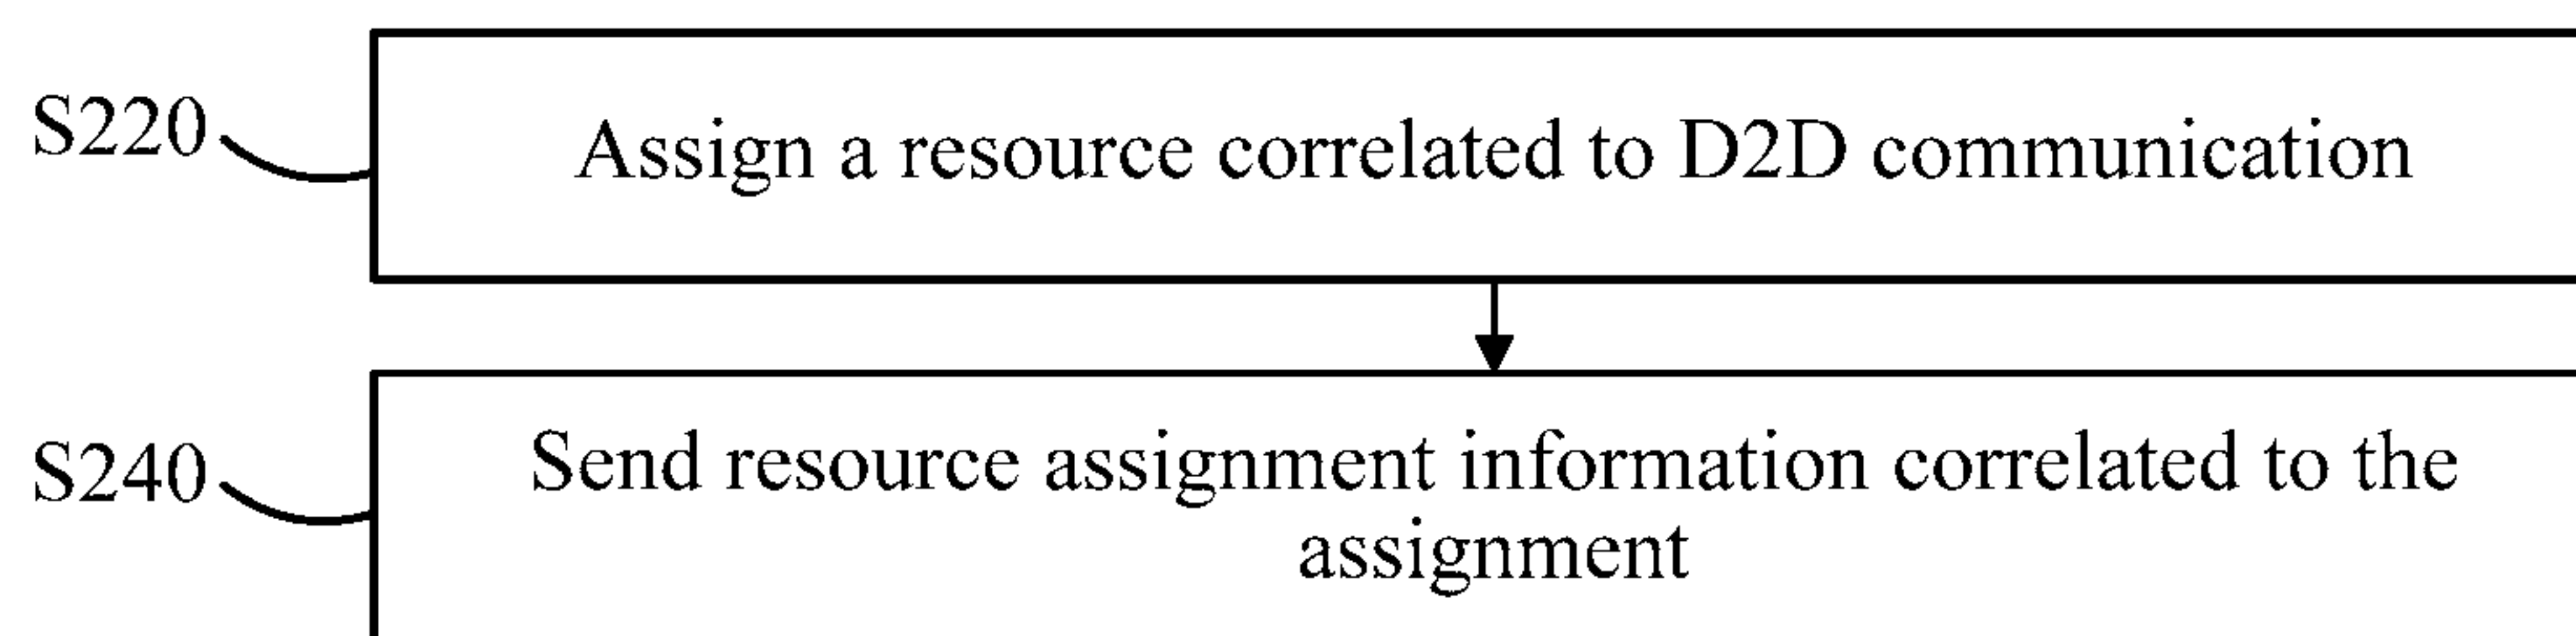 S220
Assign a resource correlated to D2D communication
S240
Send resource assignment information correlated to the
assignment